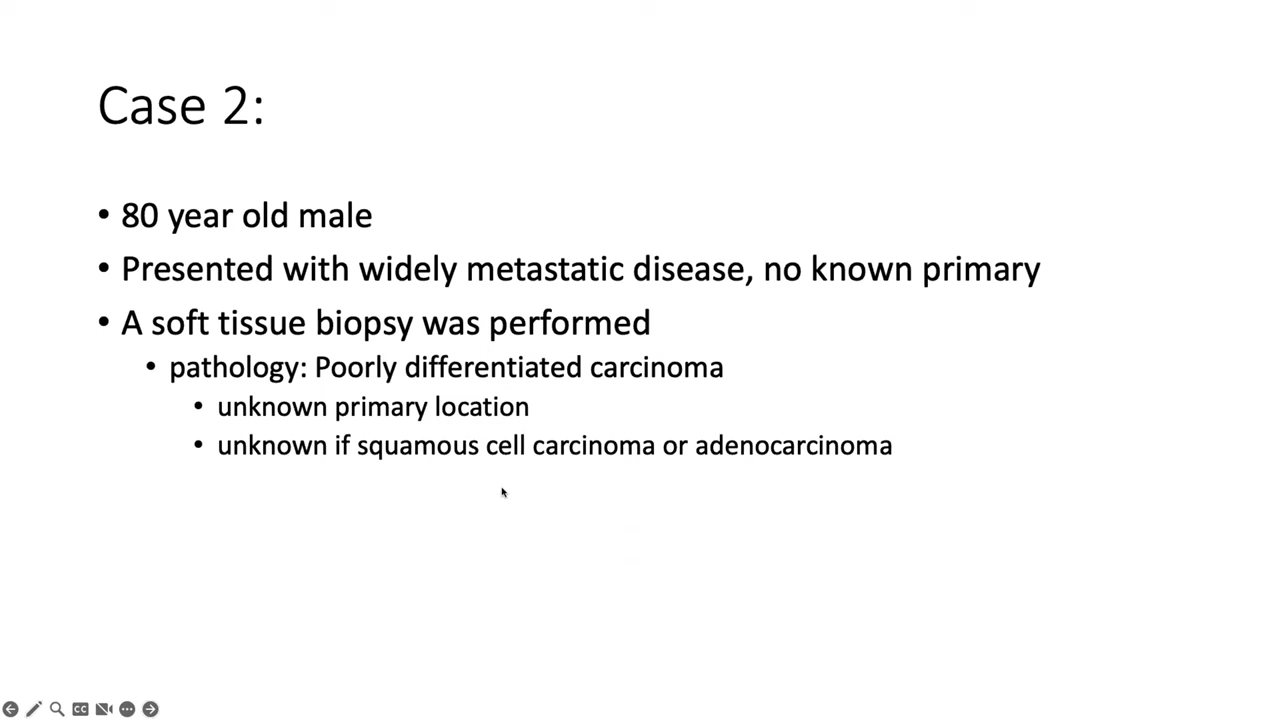 Case 2:
• 80 year old male
• Presented with widely metastatic disease, no known primary
• A soft tissue biopsy was performed
• pathology: Poorly differentiated carcinoma
• unknown primary location
• unknown if squamous cell carcinoma or adenocarcinoma
CC